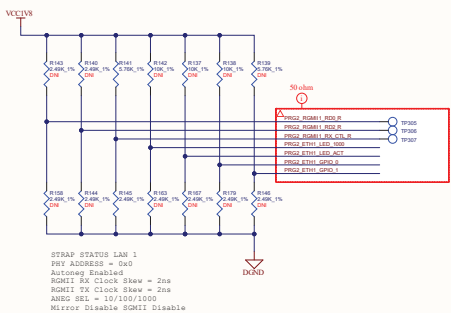 VCC1V8
R143 R140 R141 R142 R137 R138 R139
2.49K_1% 2.49K_1% 5.76K_1% 10K_1% 10K_1% 10K_1% 5.76K_1%
DNI DNI DNI DNI DNI DNI DNI
50 ohm
i
PRG2_RGMII1_RD0_R TP305
PRG2_RGMII1_RD2_R TP306
PRG2_RGMII1_RX_CTL_R TP307
PRG2_ETH1_LED_1000
PRG2_ETH1_LED_ACT
PRG2_ETH1_GPIO_0
PRG2_ETH1_GPIO_1
R144 R145 R163 R167 R179 R146
2.49K_1% 2.49K_1% 2.49K_1% 2.49K_1% 2.49K_1% 2.49K_1% 2.49K_1%
DNI DNI DNI DNI DNI DNI DNI
DGND
STRAP STATUS LAN 1
PHY ADDRESS = 0x0
Autoneg Enabled
RGMII RX Clock Skew = 2ns
RGMII TX Clock Skew = 2ns
ANEG SEL = 10/100/1000
Mirror Disable SGMII Disable